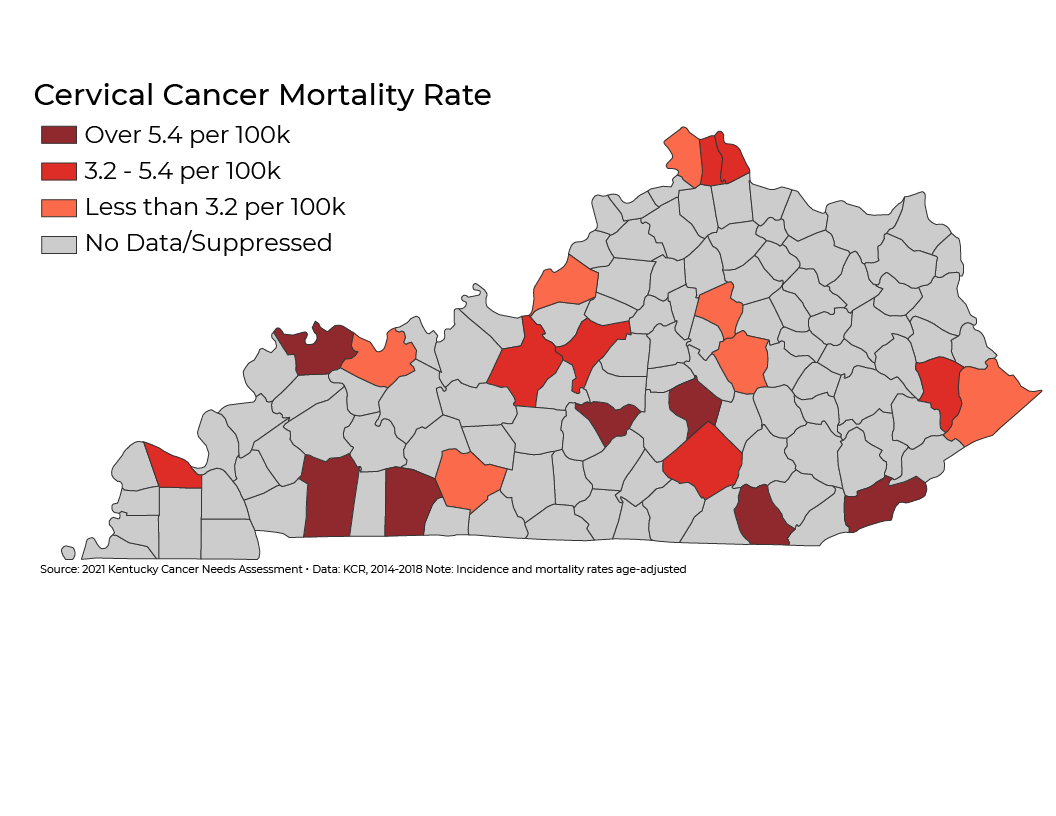 Cervical Cancer Mortality Rate
Over 5.4 per 100k
3.2 - 5.4 per 100k
Less than 3.2 per 100k
No Data/Suppressed
Source: 2021 Kentucky Cancer Needs Assessment • Data: KCR, 2014-2018 Note: Incidence and mortality rates age-adjusted